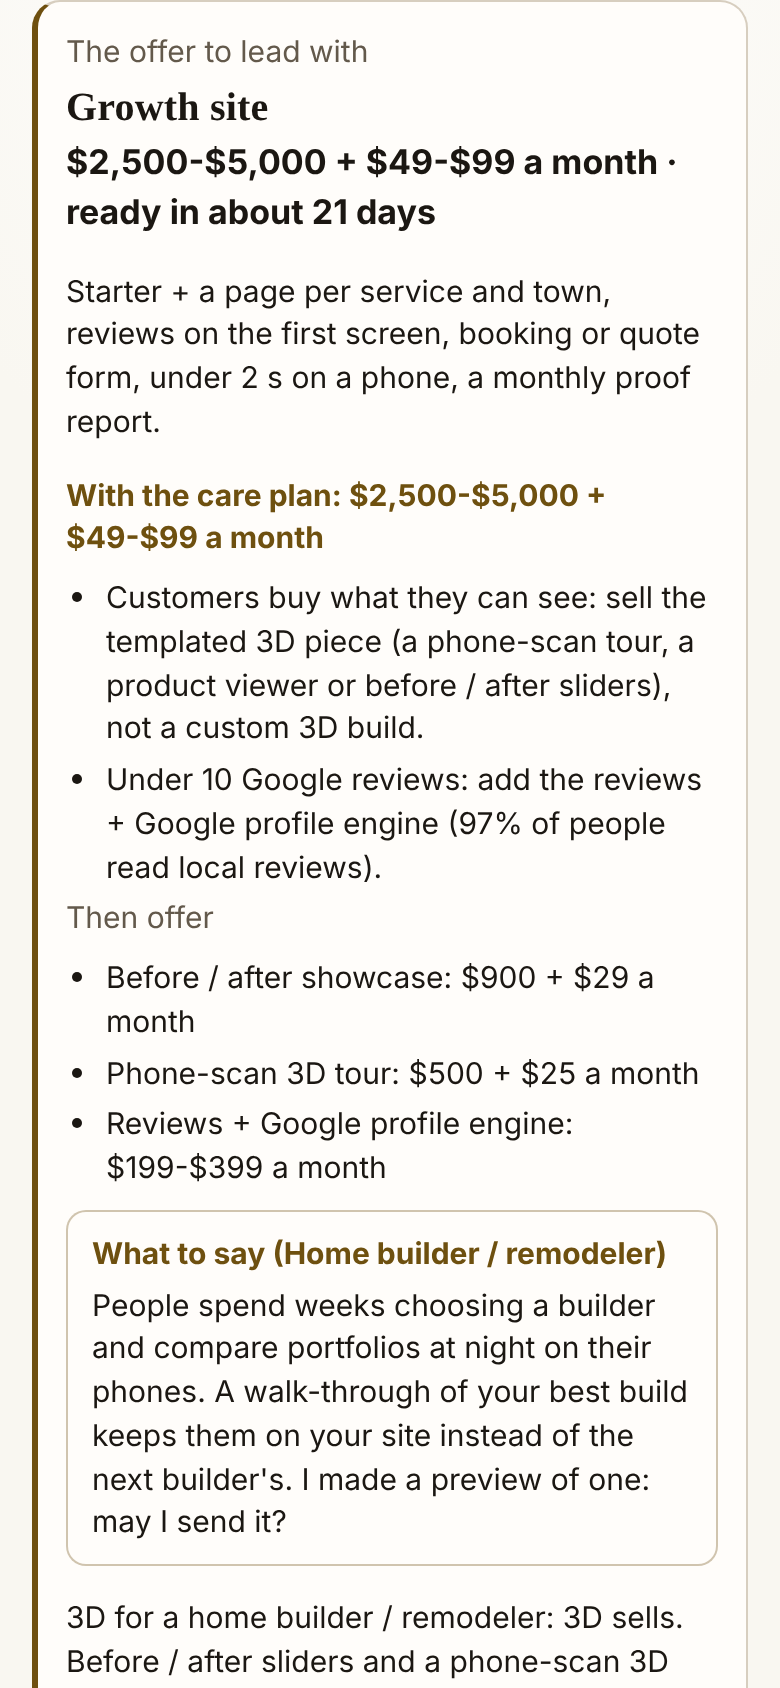 The offer to lead with
Growth site
$2,500-$5,000 + $49-$99 a month ·
ready in about 21 days
Starter + a page per service and town,
reviews on the first screen, booking or quote
form, under 2 s on a phone, a monthly proof
report.
With the care plan: $2,500-$5,000 +
$49-$99 a month
• Customers buy what they can see: sell the
templated 3D piece (a phone-scan tour, a
product viewer or before / after sliders),
not a custom 3D build.
• Under 10 Google reviews: add the reviews
+ Google profile engine (97% of people
read local reviews).
Then offer
• Before / after showcase: $900 + $29 a
month
• Phone-scan 3D tour: $500 + $25 a month
• Reviews + Google profile engine:
$199-$399 a month
What to say (Home builder / remodeler)
People spend weeks choosing a builder
and compare portfolios at night on their
phones. A walk-through of your best build
keeps them on your site instead of the
next builder's. I made a preview of one:
may I send it?
3D for a home builder / remodeler: 3D sells.
Before / after sliders and a phone-scan 3D